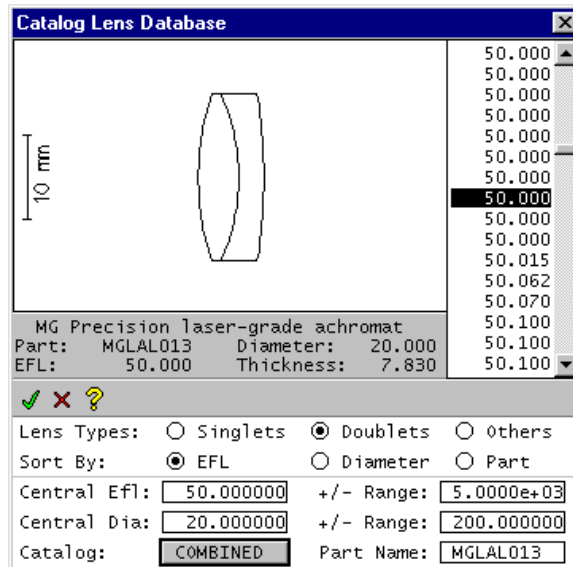 Catalog Lens Database
10 mm
50.000
50.000
50.000
50.000
50.000
50.000
50.000
50.000
50.000
50.000
50.015
50.062
50.070
50.100
50.100
50.100
MG Precision laser-grade achromat
Part: MGLAL013 Diameter: 20.000
EFL: 50.000 Thickness: 7.830
Lens Types: Singlets Doublets Others
Sort By: EFL Diameter Part
Central Efl: 50.000000 +/- Range: 5.0000e+03
Central Dia: 20.000000 +/- Range: 200.000000
Catalog: COMBINED Part Name: MGLAL013